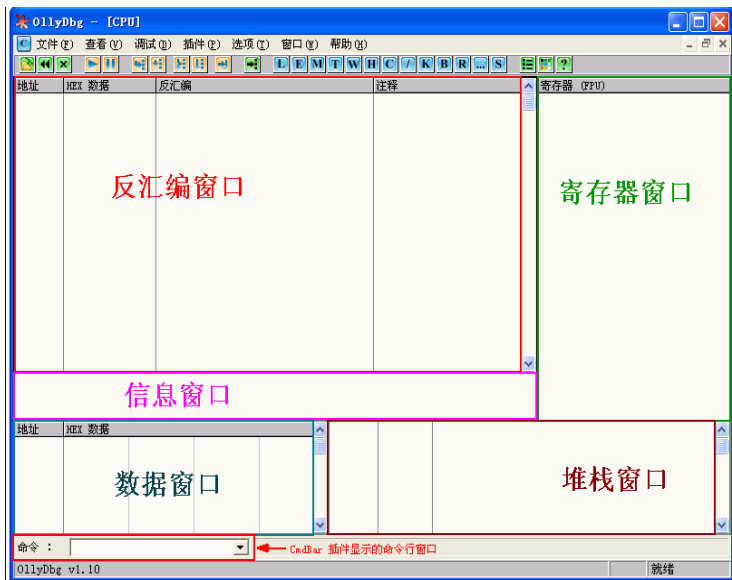 OllyDbg - [CPU]
文件(F) 查看(V) 调试(D) 插件(P) 选项(T) 窗口(W) 帮助(H)
L E M T W H C / K B R ... S ?
地址 HEX 数据 反汇编 注释 寄存器 (FPU)
反汇编窗口
寄存器窗口
信息窗口
地址 HEX 数据
数据窗口
堆栈窗口
命令 : CmdBar 插件显示的命令行窗口
OllyDbg v1.10 就绪